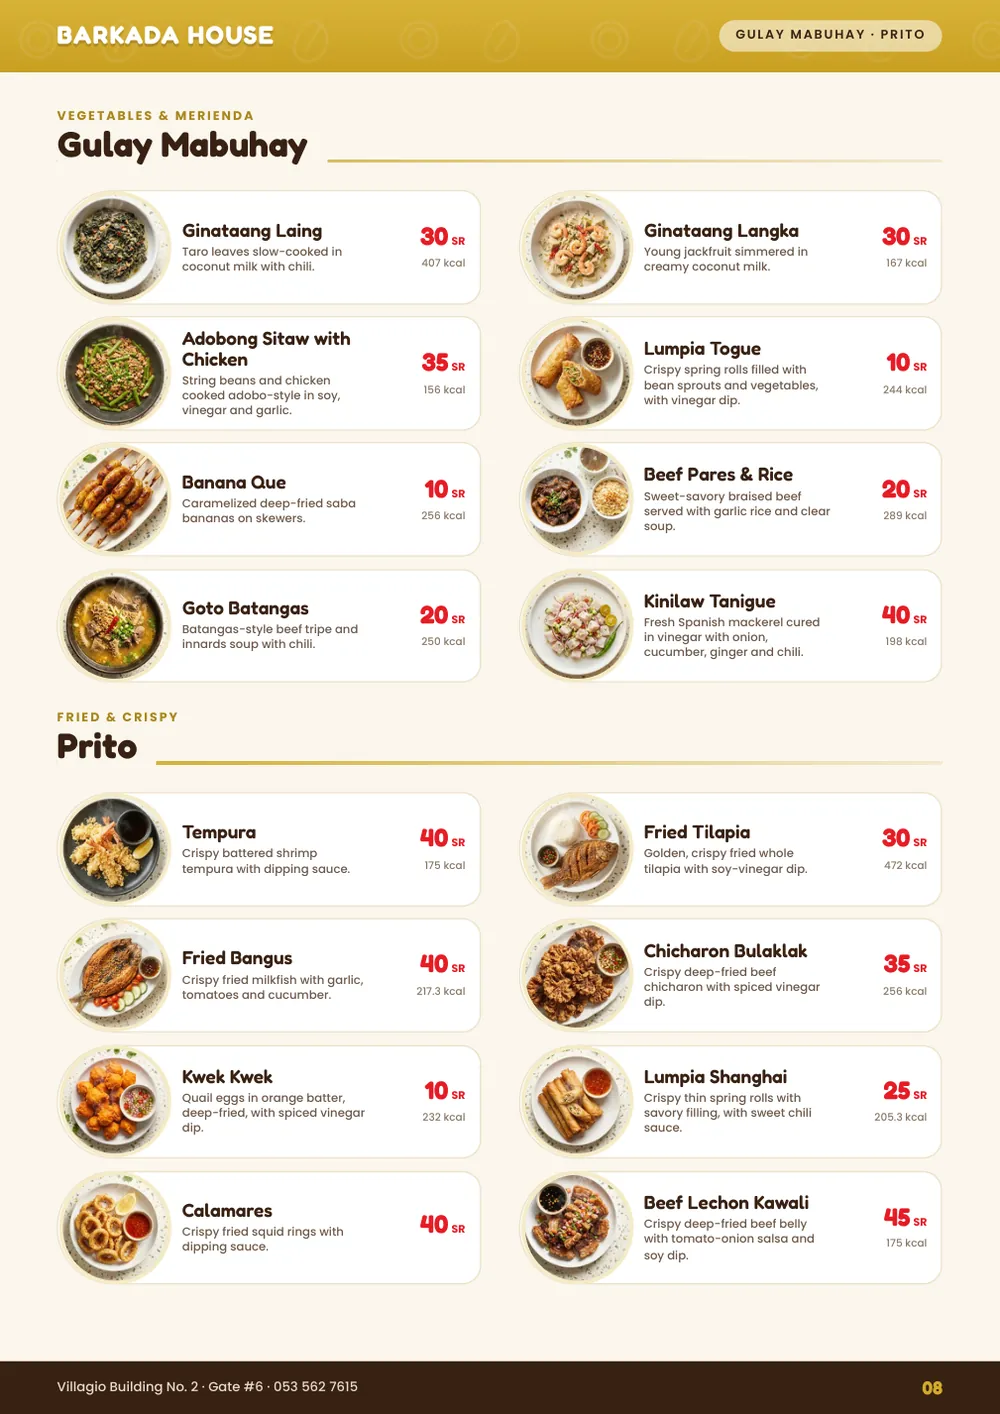 BARKADA HOUSE
GULAY MABUHAY · PRITO
VEGETABLES & MERIENDA
Gulay Mabuhay
Ginataang Laing
Taro leaves slow-cooked in
coconut milk with chili.
30 SR
407 kcal
Ginataang Langka
Young jackfruit simmered in
creamy coconut milk.
30 SR
167 kcal
Adobong Sitaw with
Chicken
String beans and chicken
cooked adobo-style in soy,
vinegar and garlic.
35 SR
156 kcal
Lumpia Togue
Crispy spring rolls filled with
bean sprouts and vegetables,
with vinegar dip.
10 SR
244 kcal
Banana Que
Caramelized deep-fried saba
bananas on skewers.
10 SR
256 kcal
Beef Pares & Rice
Sweet-savory braised beef
served with garlic rice and clear
soup.
20 SR
289 kcal
Goto Batangas
Batangas-style beef tripe and
innards soup with chili.
20 SR
250 kcal
Kinilaw Tanigue
Fresh Spanish mackerel cured
in vinegar with onion,
cucumber, ginger and chili.
40 SR
198 kcal
FRIED & CRISPY
Prito
Tempura
Crispy battered shrimp
tempura with dipping sauce.
40 SR
175 kcal
Fried Tilapia
Golden, crispy fried whole
tilapia with soy-vinegar dip.
30 SR
472 kcal
Fried Bangus
Crispy fried milkfish with garlic,
tomatoes and cucumber.
40 SR
217.3 kcal
Chicharon Bulaklak
Crispy deep-fried beef
chicharon with spiced vinegar
dip.
35 SR
256 kcal
Kwek Kwek
Quail eggs in orange batter,
deep-fried, with spiced vinegar
dip.
10 SR
232 kcal
Lumpia Shanghai
Crispy thin spring rolls with
savory filling, with sweet chili
sauce.
25 SR
205.3 kcal
Calamares
Crispy fried squid rings with
dipping sauce.
40 SR
Beef Lechon Kawali
Crispy deep-fried beef belly
with tomato-onion salsa and
soy dip.
45 SR
175 kcal
Villagio Building No. 2 · Gate #6 · 053 562 7615
08